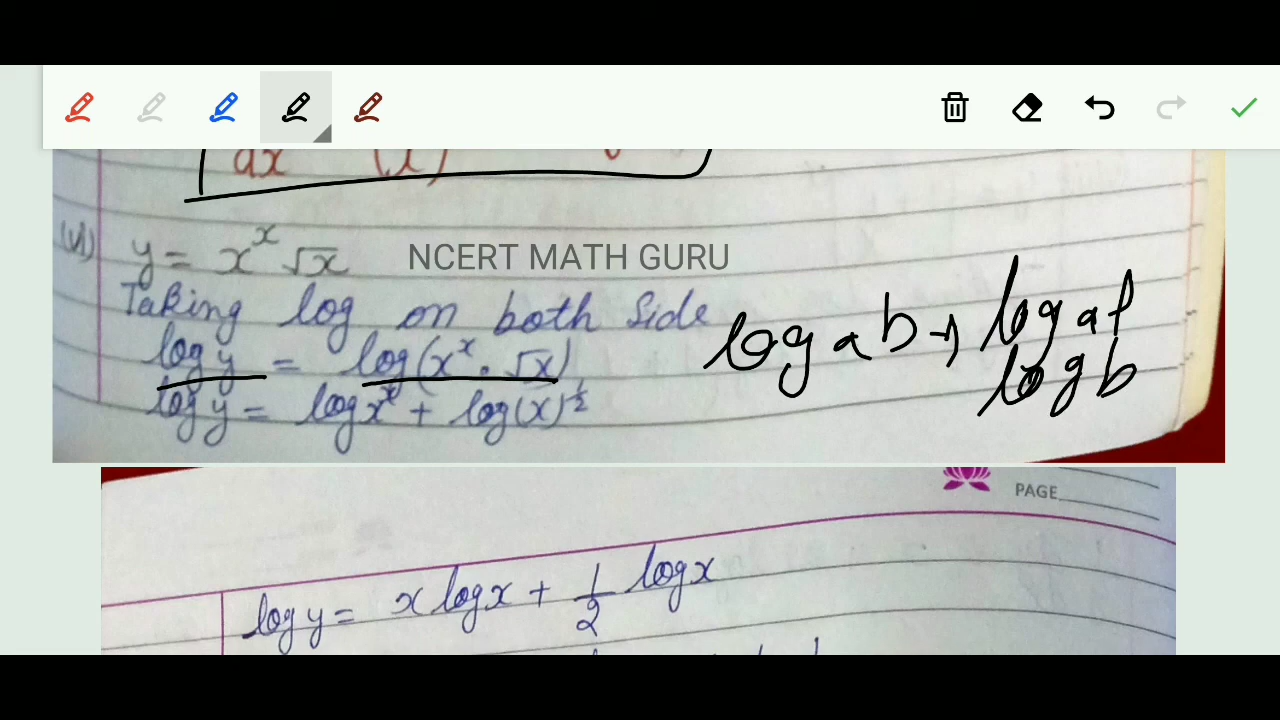 dx (x)
(vi) y = x^x √x NCERT MATH GURU
Taking log on both side
log y = log(x^x · √x)
log y = log x^x + log(x)^½
log ab → log a +
log b
PAGE
log y = x log x + 1/2 log x